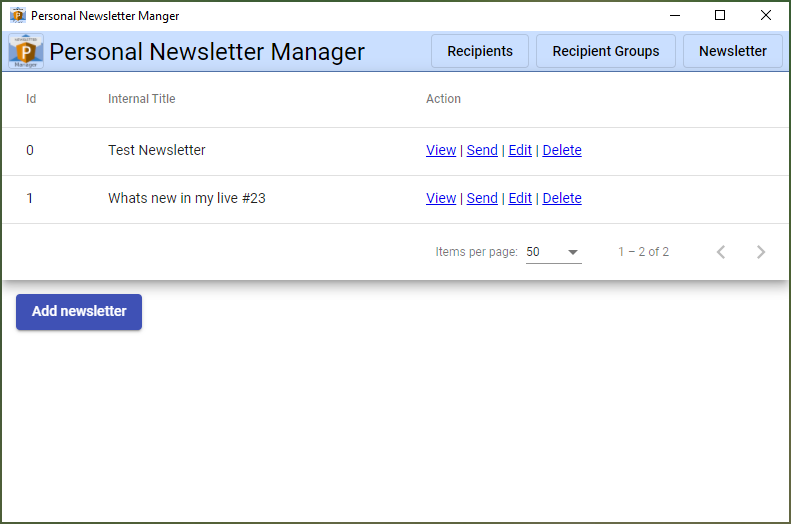 Personal Newsletter Manger
Personal Newsletter Manager
Recipients
Recipient Groups
Newsletter
Id Internal Title Action
0 Test Newsletter View | Send | Edit | Delete
1 Whats new in my live #23 View | Send | Edit | Delete
Items per page: 50 1 – 2 of 2
Add newsletter